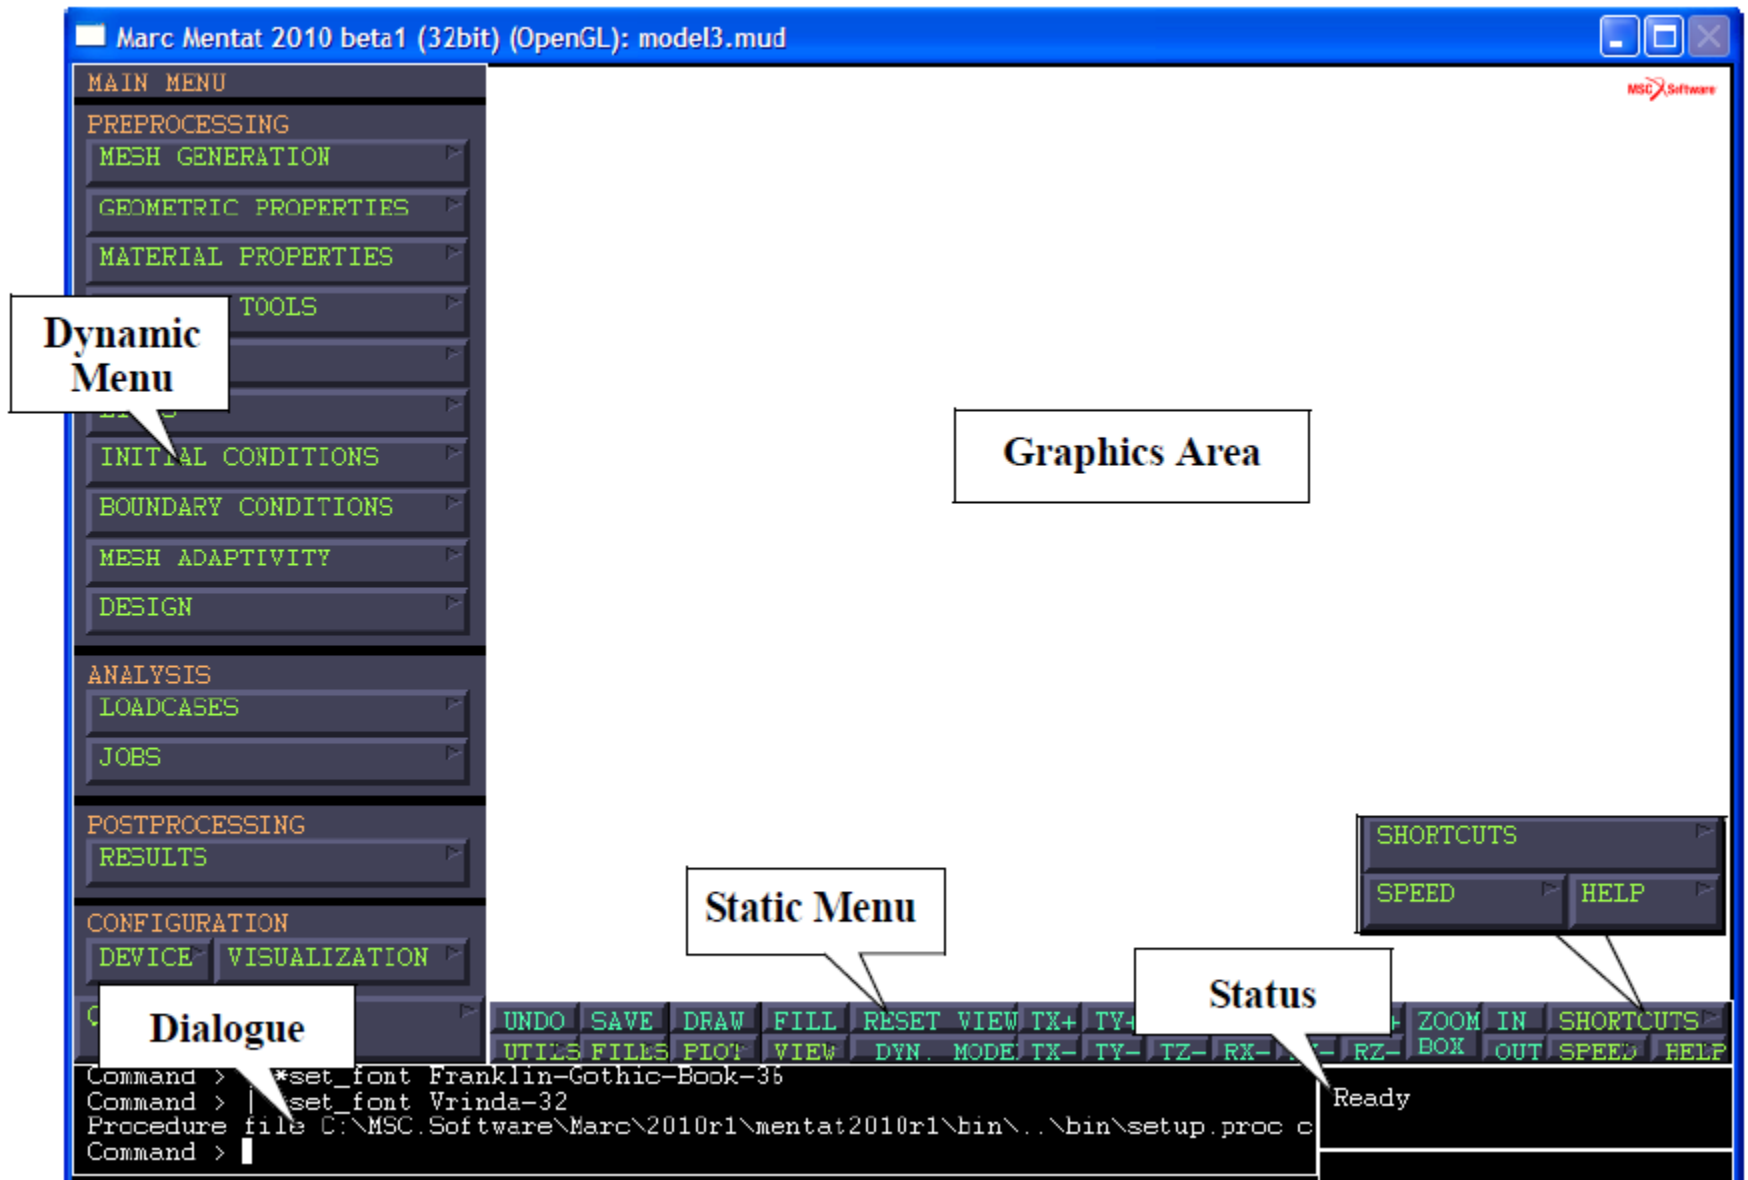 Marc Mentat 2010 beta1 (32bit) (OpenGL): model3.mud
MAIN MENU
MSC Software
PREPROCESSING
MESH GENERATION
GEOMETRIC PROPERTIES
MATERIAL PROPERTIES
TOOLS
Dynamic
Menu
INITIAL CONDITIONS
BOUNDARY CONDITIONS
MESH ADAPTIVITY
DESIGN
Graphics Area
ANALYSIS
LOADCASES
JOBS
POSTPROCESSING
RESULTS
CONFIGURATION
DEVICE VISUALIZATION
Dialogue
Static Menu
Status
SHORTCUTS
SPEED HELP
UNDO SAVE DRAW FILL RESET VIEW TX+ TY+ ZOOM IN SHORTCUTS
UTILS FILES PLOT VIEW DYN. MODE TX- TY- TZ- RX- RZ- BOX OUT SPEED HELP
Command > *set_font Franklin-Gothic-Book-36
Command > | *set_font Vrinda-32
Procedure file C:\MSC.Software\Marc\2010r1\mentat2010r1\bin\..\bin\setup.proc c
Command >
Ready